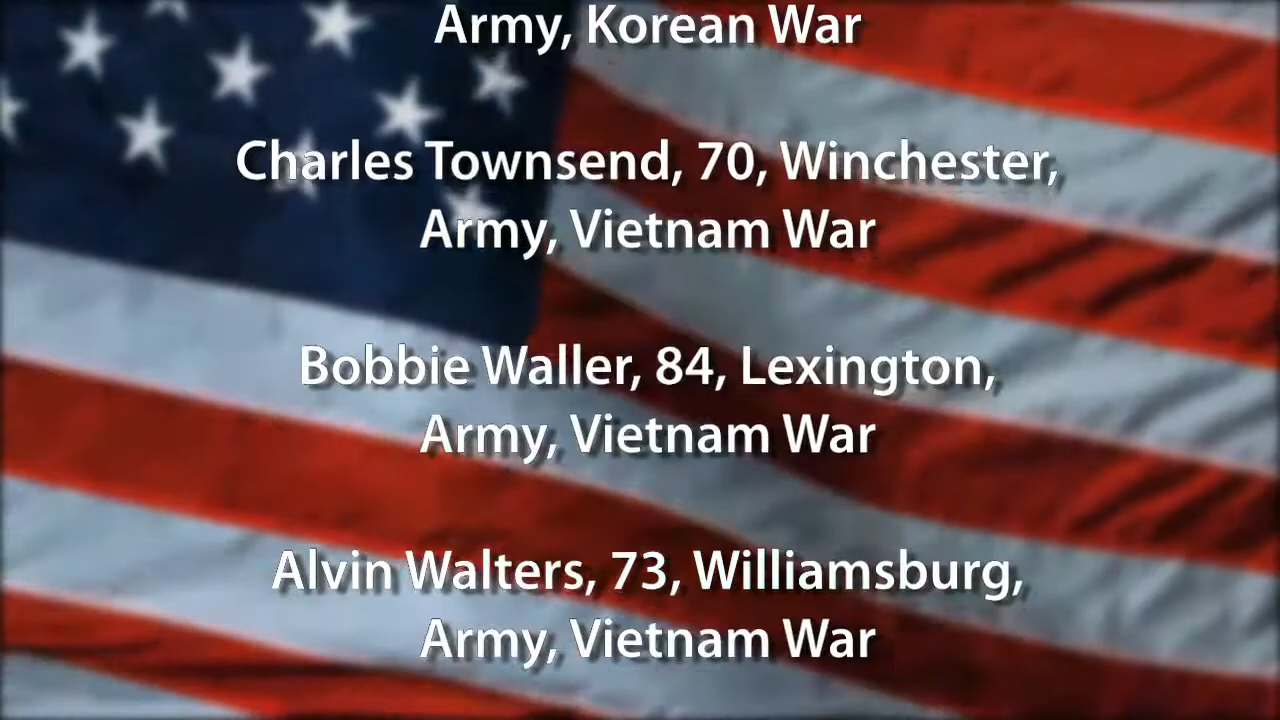 Army, Korean War
Charles Townsend, 70, Winchester,
Army, Vietnam War
Bobbie Waller, 84, Lexington,
Army, Vietnam War
Alvin Walters, 73, Williamsburg,
Army, Vietnam War